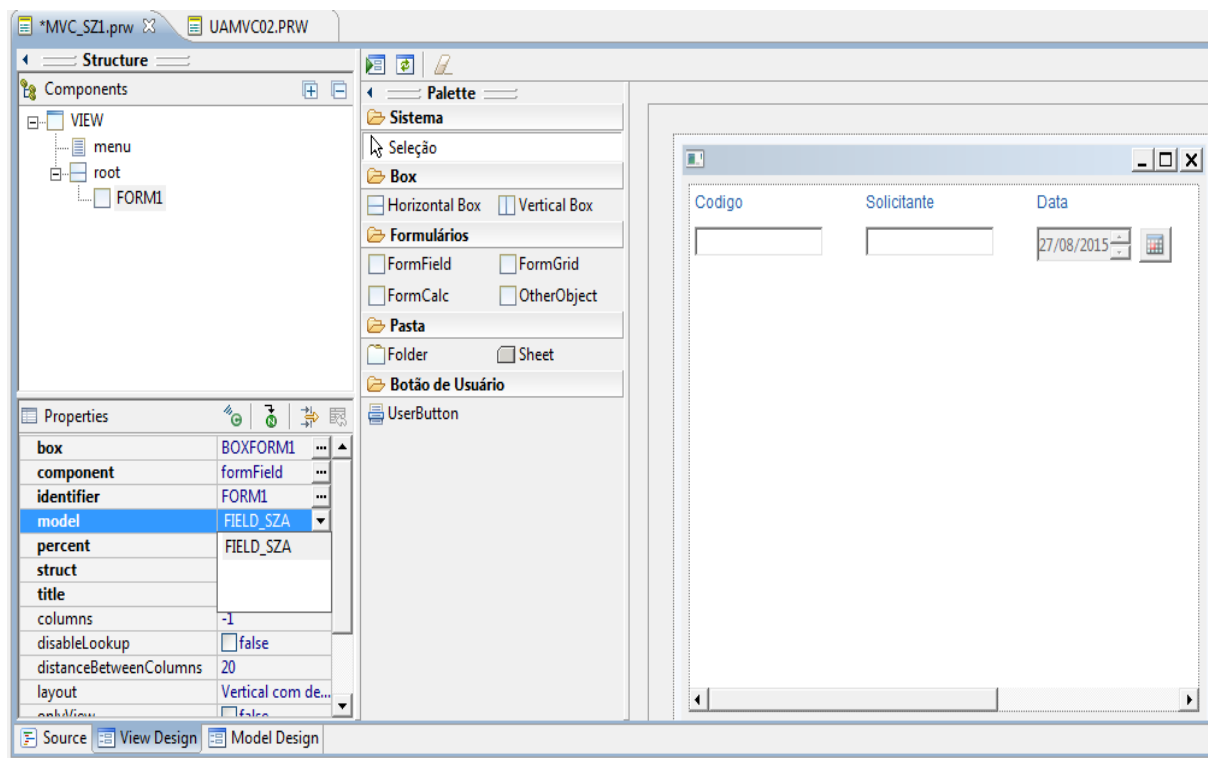 *MVC_SZ1.prw UAMVC02.PRW
Structure
Components
VIEW
menu
root
FORM1
Palette
Sistema
Seleção
Box
Horizontal Box Vertical Box
Formulários
FormField FormGrid
FormCalc OtherObject
Pasta
Folder Sheet
Botão de Usuário
UserButton
Codigo Solicitante Data
27/08/2015
Properties
box BOXFORM1 ...
component formField ...
identifier FORM1 ...
model FIELD_SZA
percent FIELD_SZA
struct
title
columns -1
disableLookup false
distanceBetweenColumns 20
layout Vertical com de...
onlyView false
Source View Design Model Design